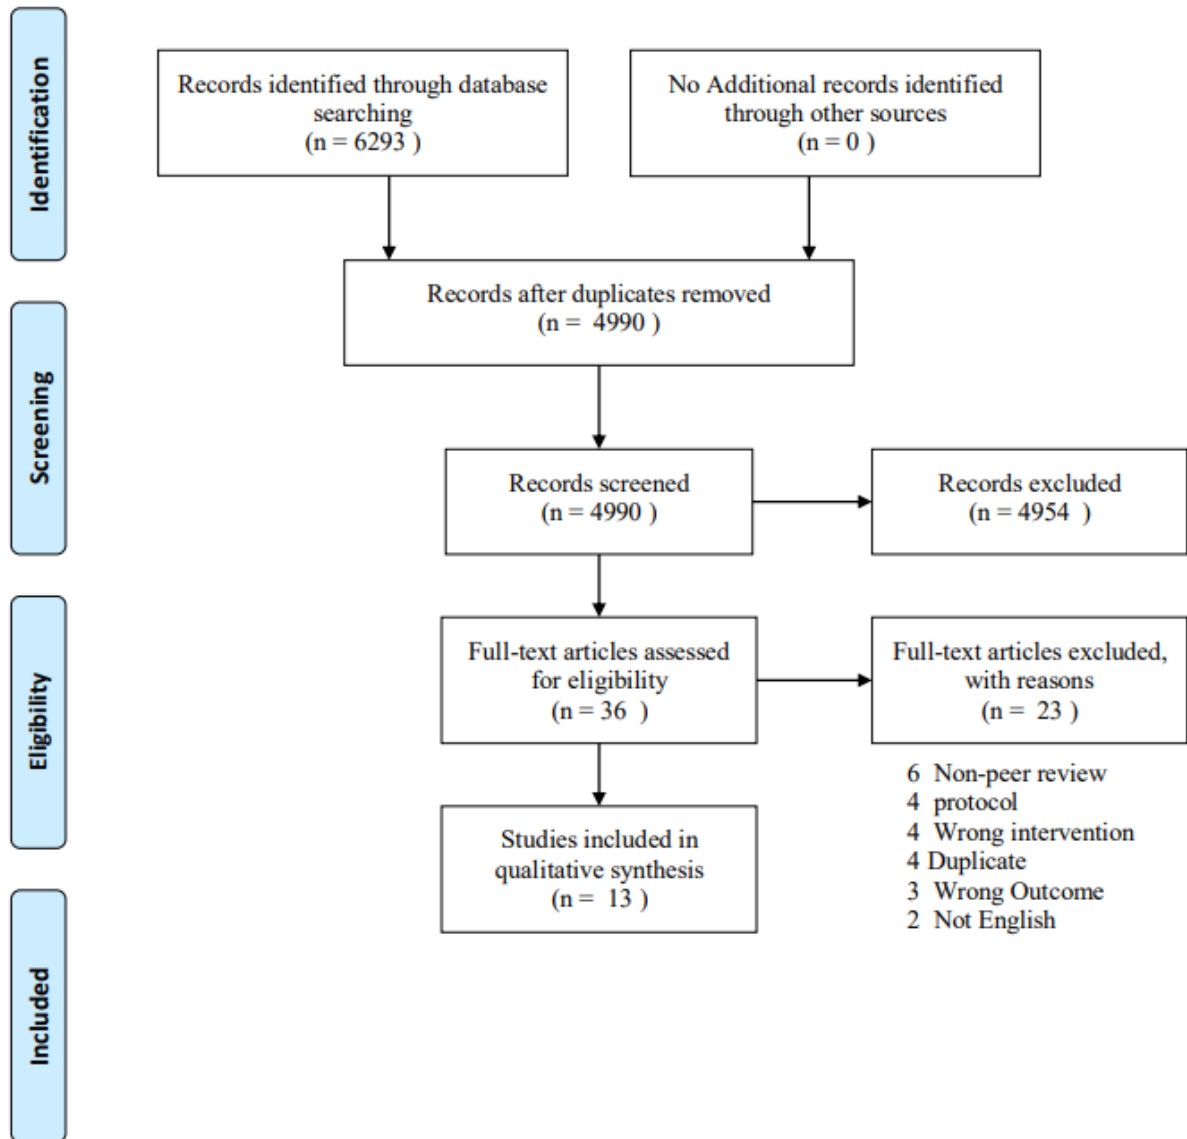 Identification
Records identified through database
searching
(n = 6293 )
No Additional records identified
through other sources
(n = 0 )
Records after duplicates removed
(n = 4990 )
Screening
Records screened
(n = 4990 )
Records excluded
(n = 4954 )
Eligibility
Full-text articles assessed
for eligibility
(n = 36 )
Full-text articles excluded,
with reasons
(n = 23 )
6 Non-peer review
4 protocol
4 Wrong intervention
4 Duplicate
3 Wrong Outcome
2 Not English
Studies included in
qualitative synthesis
(n = 13 )
Included